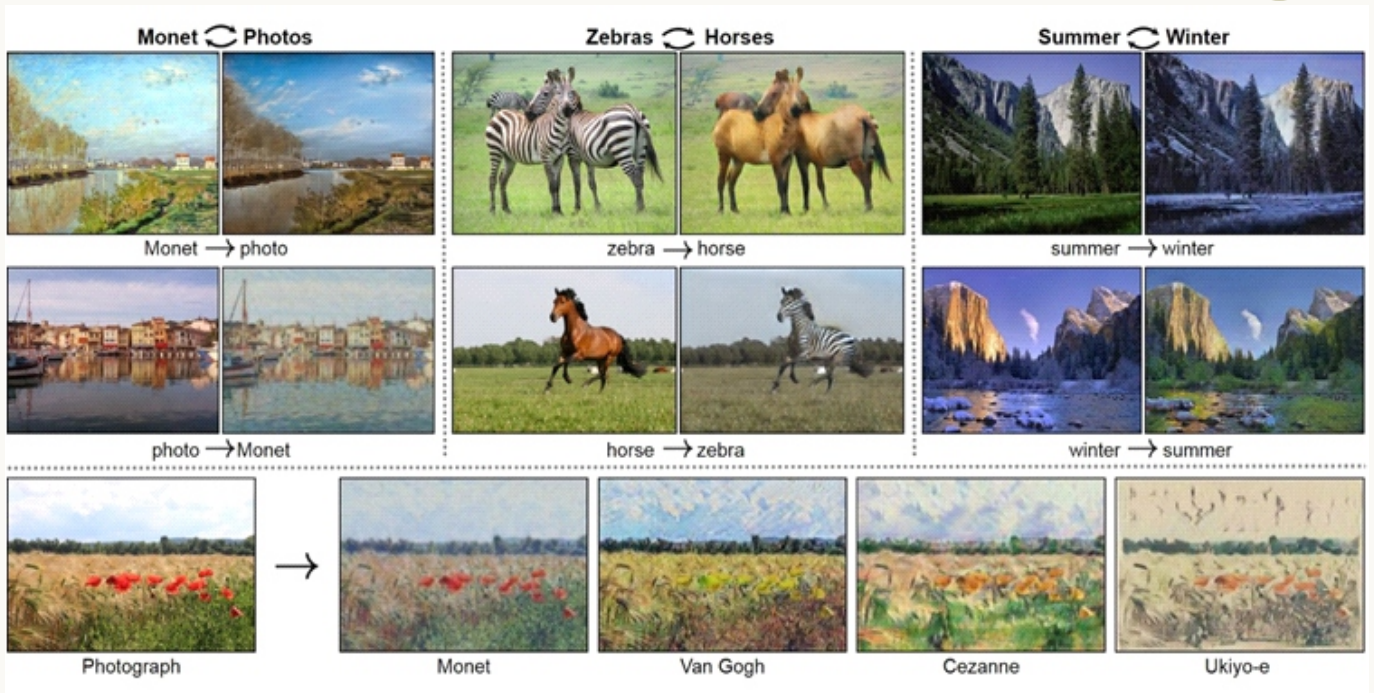 Monet ⟲ Photos
Zebras ⟲ Horses
Summer ⟲ Winter
Monet → photo
zebra → horse
summer → winter
photo → Monet
horse → zebra
winter → summer
→
Photograph
Monet
Van Gogh
Cezanne
Ukiyo-e